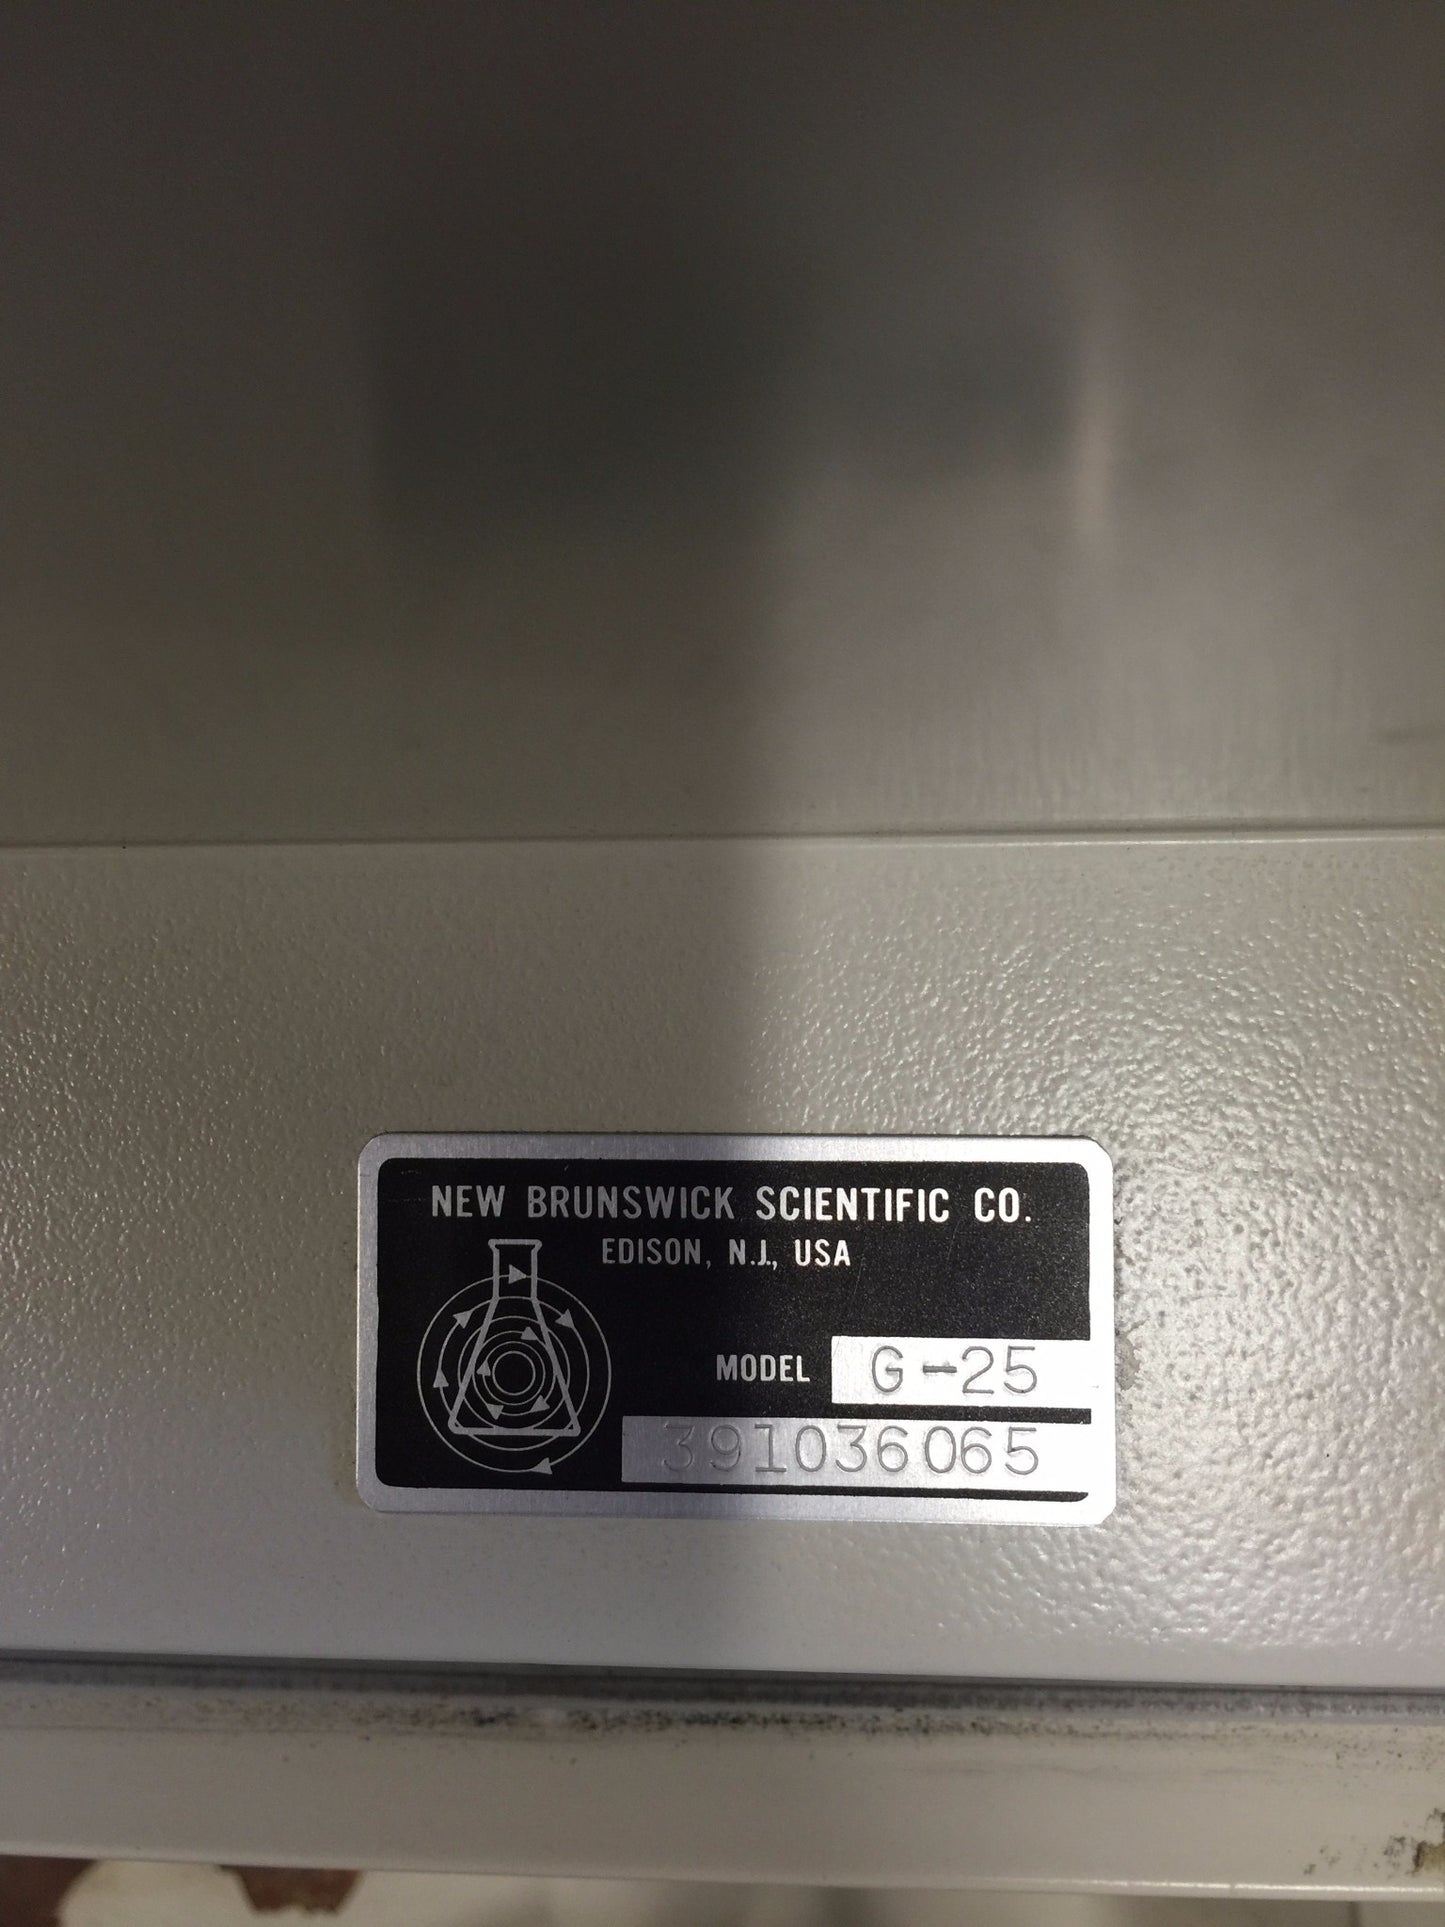 NEW BRUNSWICK SCIENTIFIC CO.
EDISON, N.J., USA
MODEL G-25
391036065